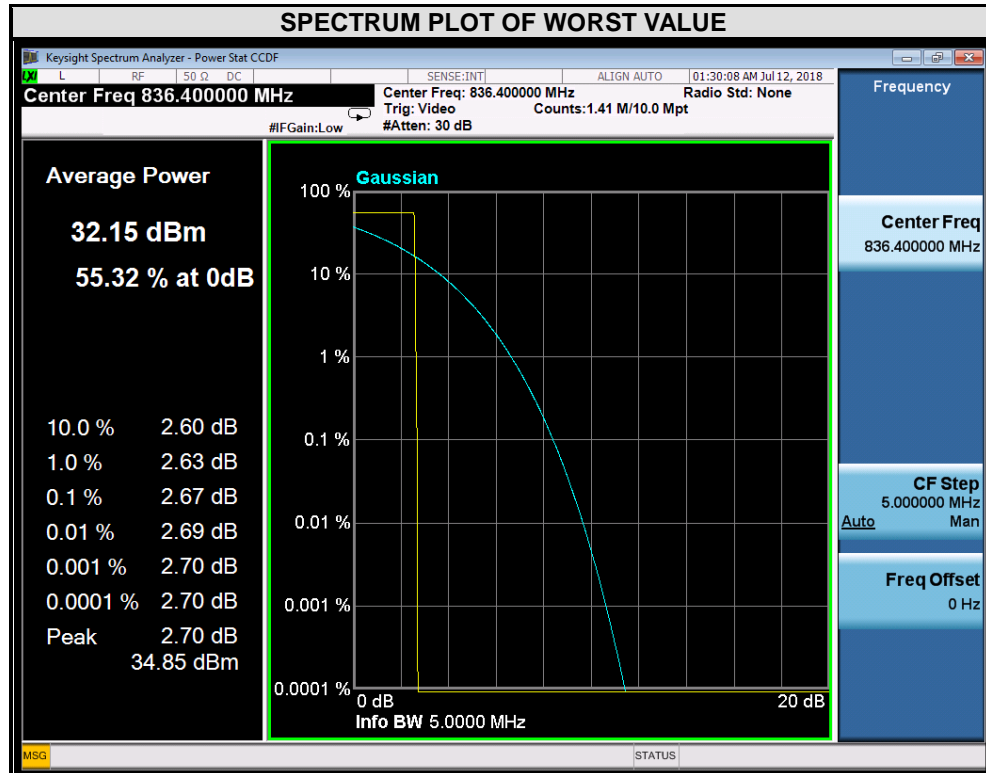 SPECTRUM PLOT OF WORST VALUE
Keysight Spectrum Analyzer - Power Stat CCDF
LXI L RF 50 Ω DC SENSE:INT ALIGN AUTO 01:30:08 AM Jul 12, 2018
Center Freq 836.400000 MHz
Center Freq: 836.400000 MHz Radio Std: None
Trig: Video Counts:1.41 M/10.0 Mpt
#IFGain:Low #Atten: 30 dB
Average Power
32.15 dBm
55.32 % at 0dB
10.0 % 2.60 dB
1.0 % 2.63 dB
0.1 % 2.67 dB
0.01 % 2.69 dB
0.001 % 2.70 dB
0.0001 % 2.70 dB
Peak 2.70 dB
34.85 dBm
Gaussian
100 %
10 %
1 %
0.1 %
0.01 %
0.001 %
0.0001 %
0 dB 20 dB
Info BW 5.0000 MHz
Frequency
Center Freq
836.400000 MHz
CF Step
5.000000 MHz
Auto Man
Freq Offset
0 Hz
MSG STATUS